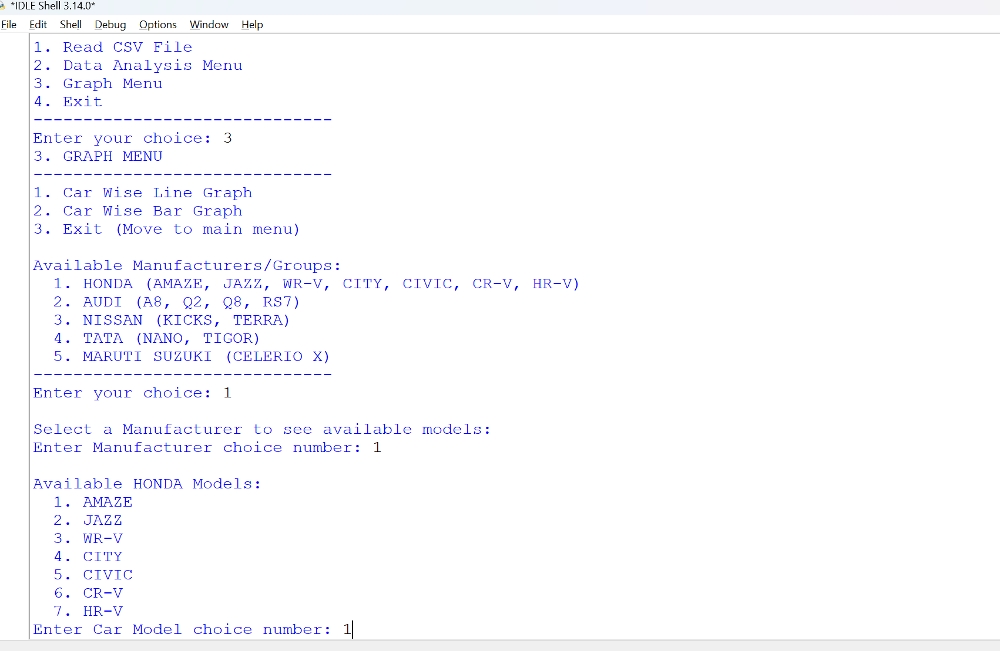 *IDLE Shell 3.14.0*
File Edit Shell Debug Options Window Help
1. Read CSV File
2. Data Analysis Menu
3. Graph Menu
4. Exit
------------------------------
Enter your choice: 3
3. GRAPH MENU
------------------------------
1. Car Wise Line Graph
2. Car Wise Bar Graph
3. Exit (Move to main menu)
Available Manufacturers/Groups:
1. HONDA (AMAZE, JAZZ, WR-V, CITY, CIVIC, CR-V, HR-V)
2. AUDI (A8, Q2, Q8, RS7)
3. NISSAN (KICKS, TERRA)
4. TATA (NANO, TIGOR)
5. MARUTI SUZUKI (CELERIO X)
------------------------------
Enter your choice: 1
Select a Manufacturer to see available models:
Enter Manufacturer choice number: 1
Available HONDA Models:
1. AMAZE
2. JAZZ
3. WR-V
4. CITY
5. CIVIC
6. CR-V
7. HR-V
Enter Car Model choice number: 1